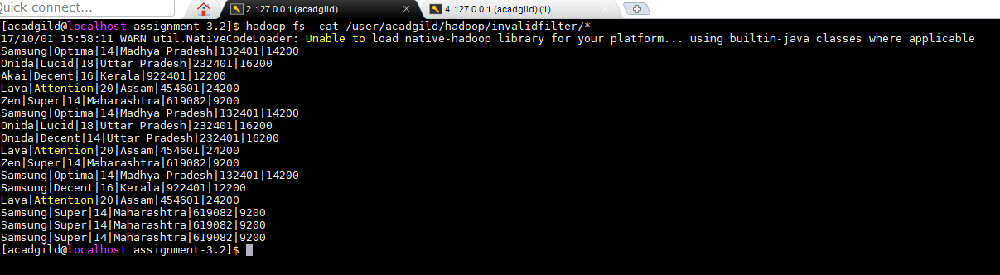 Quick connect...
2. 127.0.0.1 (acadgild)
4. 127.0.0.1 (acadgild) (1)
[acadgild@localhost assignment-3.2]$ hadoop fs -cat /user/acadgild/hadoop/invalidfilter/*
17/10/01 15:58:11 WARN util.NativeCodeLoader: Unable to load native-hadoop library for your platform... using builtin-java classes where applicable
Samsung|Optima|14|Madhya Pradesh|132401|14200
Onida|Lucid|18|Uttar Pradesh|232401|16200
Akai|Decent|16|Kerala|922401|12200
Lava|Attention|20|Assam|454601|24200
Zen|Super|14|Maharashtra|619082|9200
Samsung|Optima|14|Madhya Pradesh|132401|14200
Onida|Lucid|18|Uttar Pradesh|232401|16200
Onida|Decent|14|Uttar Pradesh|232401|16200
Lava|Attention|20|Assam|454601|24200
Zen|Super|14|Maharashtra|619082|9200
Samsung|Optima|14|Madhya Pradesh|132401|14200
Samsung|Decent|16|Kerala|922401|12200
Lava|Attention|20|Assam|454601|24200
Samsung|Super|14|Maharashtra|619082|9200
Samsung|Super|14|Maharashtra|619082|9200
Samsung|Super|14|Maharashtra|619082|9200
[acadgild@localhost assignment-3.2]$